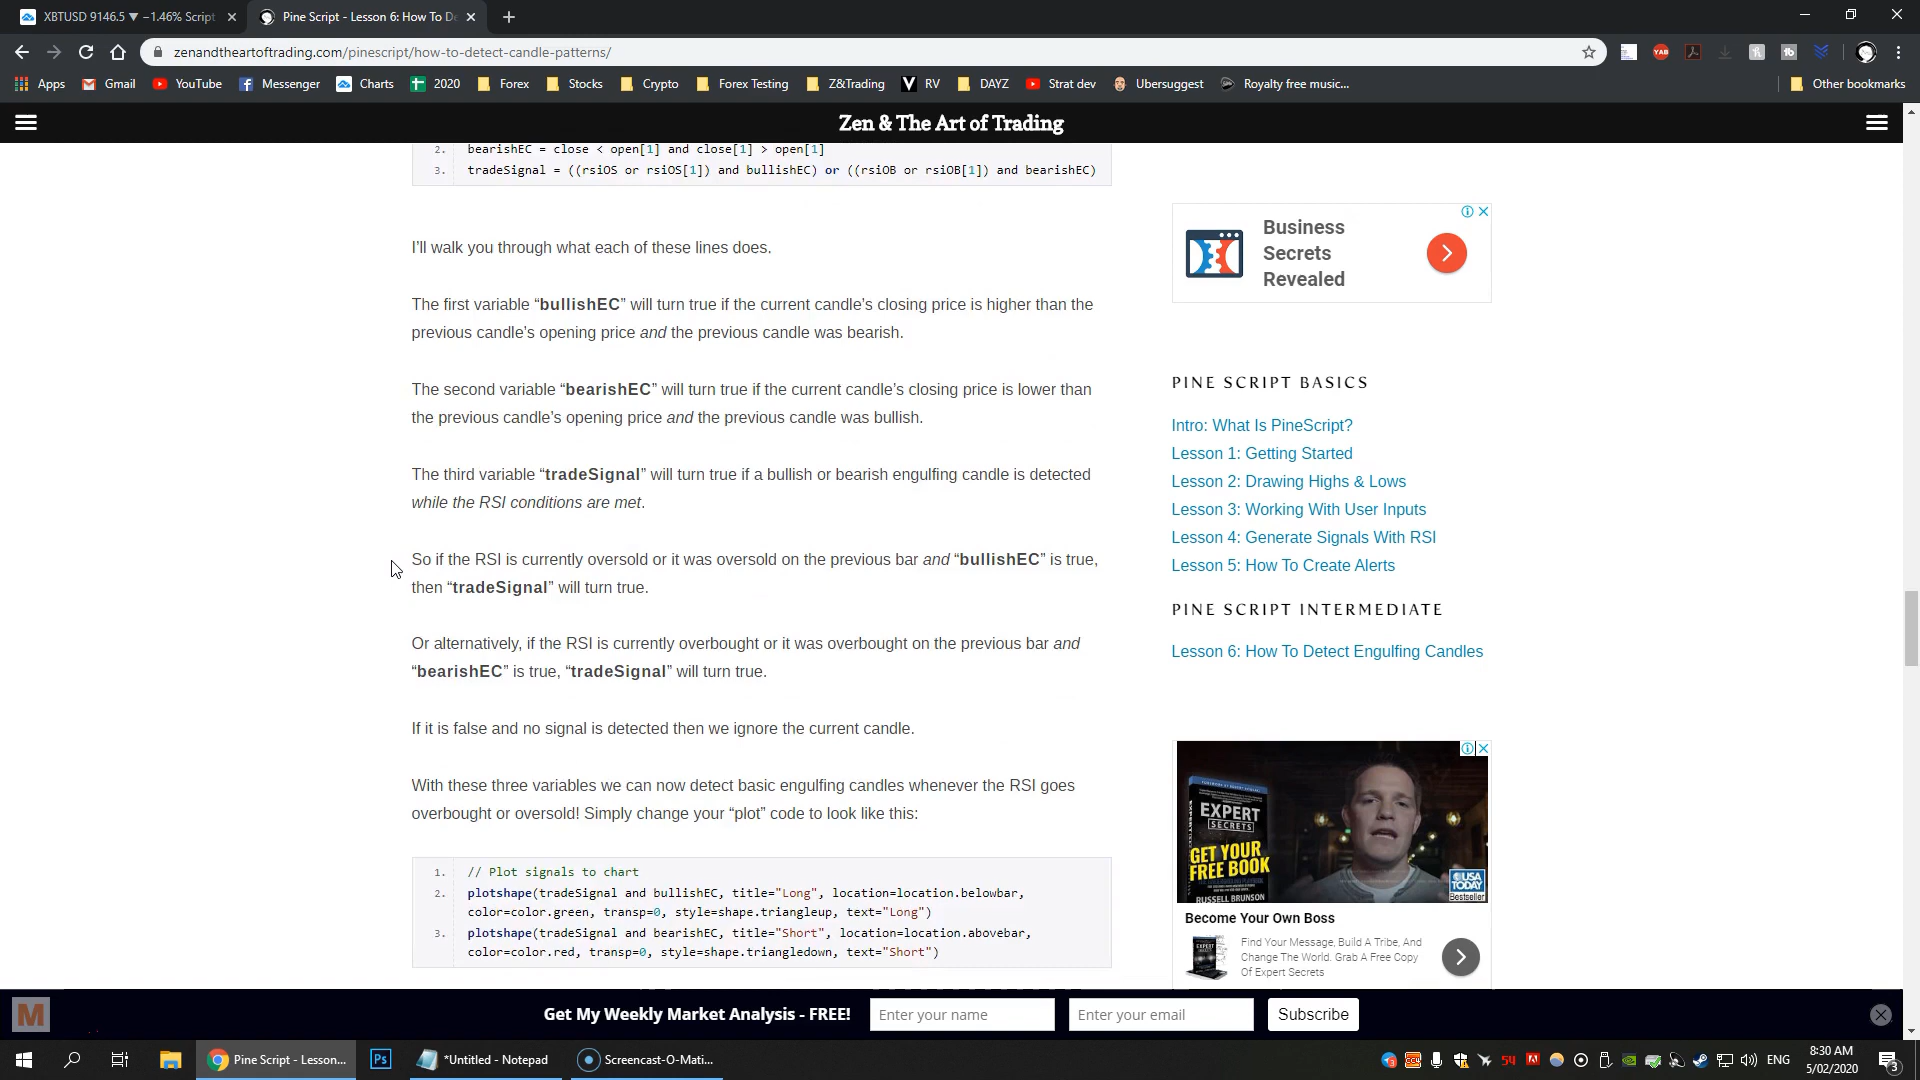 XBTUSD 9146.5 ▼ −1.46% Script
Pine Script - Lesson 6: How To De
zenandtheartoftrading.com/pinescript/how-to-detect-candle-patterns/
Apps Gmail YouTube Messenger Charts 2020 Forex Stocks Crypto Forex Testing Z&Trading RV DAYZ Strat dev Ubersuggest Royalty free music... Other bookmarks
Zen & The Art of Trading
2. bearishEC = close < open[1] and close[1] > open[1]
3. tradeSignal = ((rsiOS or rsiOS[1]) and bullishEC) or ((rsiOB or rsiOB[1]) and bearishEC)
I’ll walk you through what each of these lines does.
The first variable “bullishEC” will turn true if the current candle’s closing price is higher than the
previous candle’s opening price and the previous candle was bearish.
The second variable “bearishEC” will turn true if the current candle’s closing price is lower than
the previous candle’s opening price and the previous candle was bullish.
The third variable “tradeSignal” will turn true if a bullish or bearish engulfing candle is detected
while the RSI conditions are met.
So if the RSI is currently oversold or it was oversold on the previous bar and “bullishEC” is true,
then “tradeSignal” will turn true.
Or alternatively, if the RSI is currently overbought or it was overbought on the previous bar and
“bearishEC” is true, “tradeSignal” will turn true.
If it is false and no signal is detected then we ignore the current candle.
With these three variables we can now detect basic engulfing candles whenever the RSI goes
overbought or oversold! Simply change your “plot” code to look like this:
1. // Plot signals to chart
2. plotshape(tradeSignal and bullishEC, title="Long", location=location.belowbar,
color=color.green, transp=0, style=shape.triangleup, text="Long")
3. plotshape(tradeSignal and bearishEC, title="Short", location=location.abovebar,
color=color.red, transp=0, style=shape.triangledown, text="Short")
Business
Secrets
Revealed
PINE SCRIPT BASICS
Intro: What Is PineScript?
Lesson 1: Getting Started
Lesson 2: Drawing Highs & Lows
Lesson 3: Working With User Inputs
Lesson 4: Generate Signals With RSI
Lesson 5: How To Create Alerts
PINE SCRIPT INTERMEDIATE
Lesson 6: How To Detect Engulfing Candles
EXPERT
SECRETS
GET YOUR
FREE BOOK
RUSSELL BRUNSON
USA
TODAY
Bestseller
Become Your Own Boss
Find Your Message, Build A Tribe, And
Change The World. Grab A Free Copy
Of Expert Secrets
M
Get My Weekly Market Analysis - FREE! Enter your name Enter your email Subscribe
Pine Script - Lesson... Ps *Untitled - Notepad Screencast-O-Mati... 54 ENG
8:30 AM
5/02/2020
3